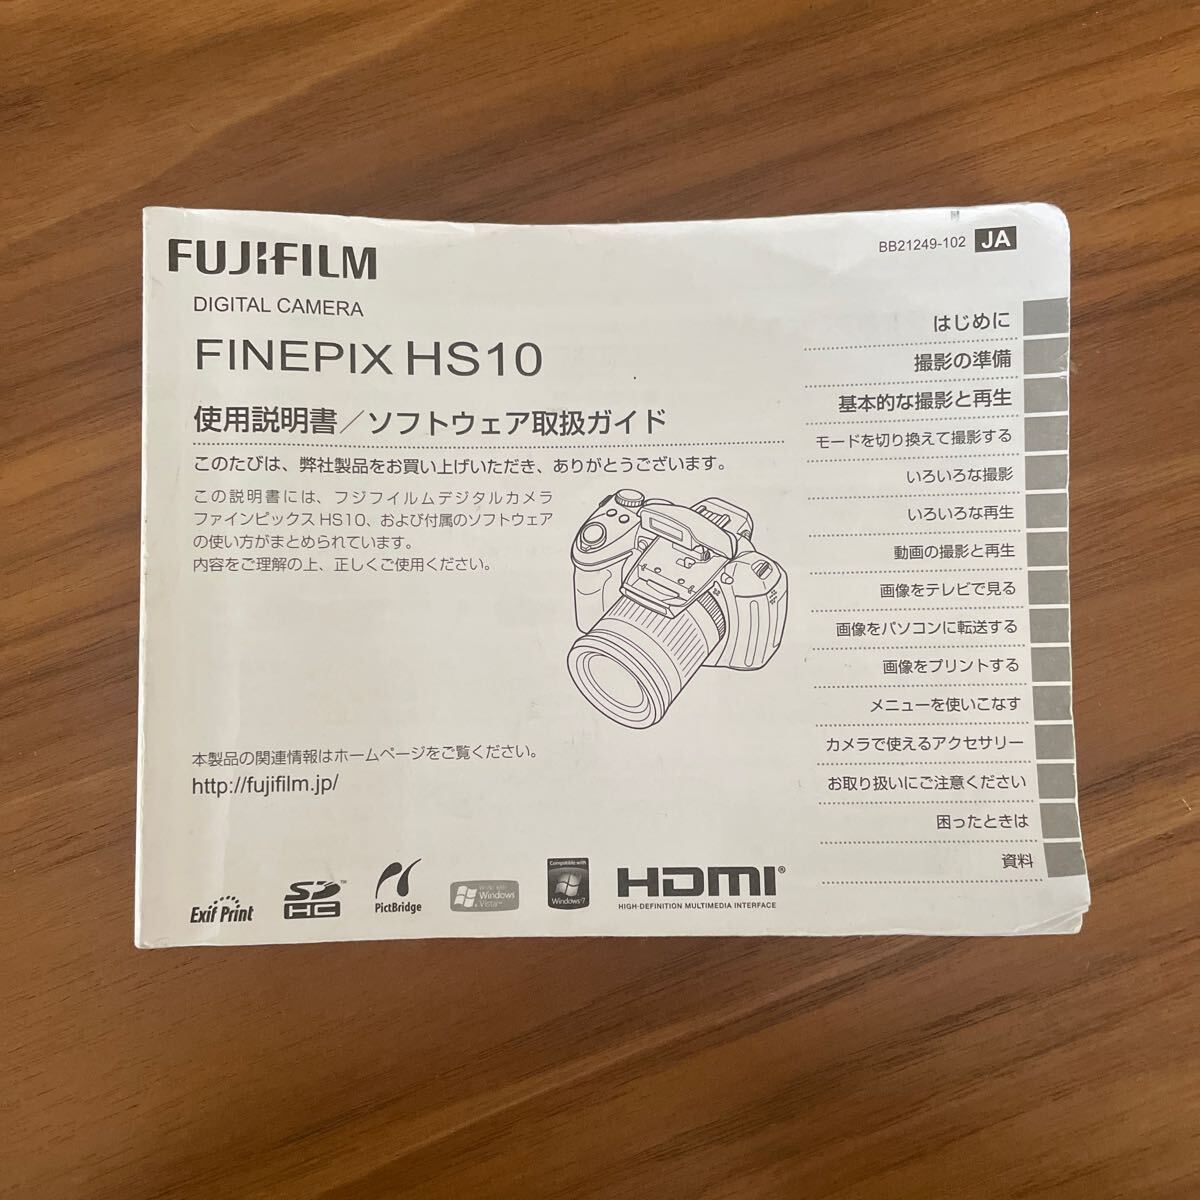 FUJIFILM
BB21249-102 JA
DIGITAL CAMERA
FINEPIX HS10
使用説明書／ソフトウェア取扱ガイド
このたびは、弊社製品をお買い上げいただき、ありがとうございます。
この説明書には、フジフイルムデジタルカメラ
ファインピックス HS10、および付属のソフトウェア
の使い方がまとめられています。
内容をご理解の上、正しくご使用ください。
本製品の関連情報はホームページをご覧ください。
http://fujifilm.jp/
はじめに
撮影の準備
基本的な撮影と再生
モードを切り換えて撮影する
いろいろな撮影
いろいろな再生
動画の撮影と再生
画像をテレビで見る
画像をパソコンに転送する
画像をプリントする
メニューを使いこなす
カメラで使えるアクセサリー
お取り扱いにご注意ください
困ったときは
資料
Exif Print
SD HC ™
PictBridge
Works with
Windows
Vista™
Compatible with
Windows 7
HDMI®
HIGH-DEFINITION MULTIMEDIA INTERFACE